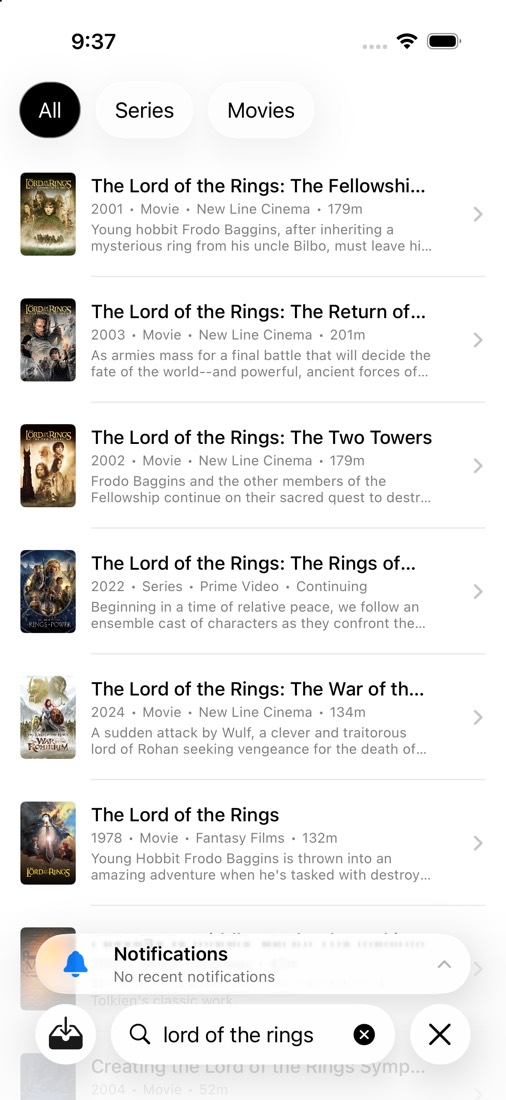 9:37
All
Series
Movies
The Lord of the Rings: The Fellowshi...
2001 • Movie • New Line Cinema • 179m
Young hobbit Frodo Baggins, after inheriting a
mysterious ring from his uncle Bilbo, must leave hi...
The Lord of the Rings: The Return of...
2003 • Movie • New Line Cinema • 201m
As armies mass for a final battle that will decide the
fate of the world--and powerful, ancient forces of...
The Lord of the Rings: The Two Towers
2002 • Movie • New Line Cinema • 179m
Frodo Baggins and the other members of the
Fellowship continue on their sacred quest to destr...
The Lord of the Rings: The Rings of...
2022 • Series • Prime Video • Continuing
Beginning in a time of relative peace, we follow an
ensemble cast of characters as they confront the...
The Lord of the Rings: The War of th...
2024 • Movie • New Line Cinema • 134m
A sudden attack by Wulf, a clever and traitorous
lord of Rohan seeking vengeance for the death of...
The Lord of the Rings
1978 • Movie • Fantasy Films • 132m
Young Hobbit Frodo Baggins is thrown into an
amazing adventure when he's tasked with destroy...
Notifications
No recent notifications
Tolkien's classic work
lord of the rings
Creating the Lord of the Rings Symp...
2004 • Movie • 52m